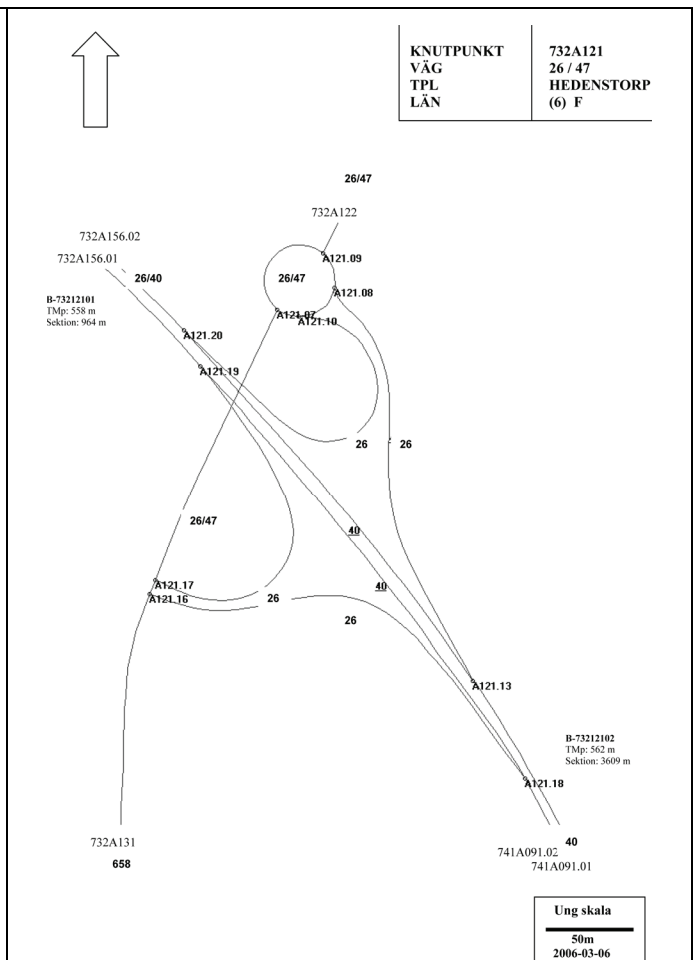 KNUTPUNKT 732A121
VÄG 26 / 47
TPL HEDENSTORP
LÄN (6) F
26/47
732A122
732A156.02
732A156.01
26/40
A121.09
26/47
A121.08
B-73212101
TMp: 558 m
Sektion: 964 m
A121.07
A121.10
A121.20
A121.19
26
26
26/47
40
A121.17
40
A121.16
26
26
A121.13
B-73212102
TMp: 562 m
Sektion: 3609 m
A121.18
732A131
40
741A091.02
658
741A091.01
Ung skala
50m
2006-03-06